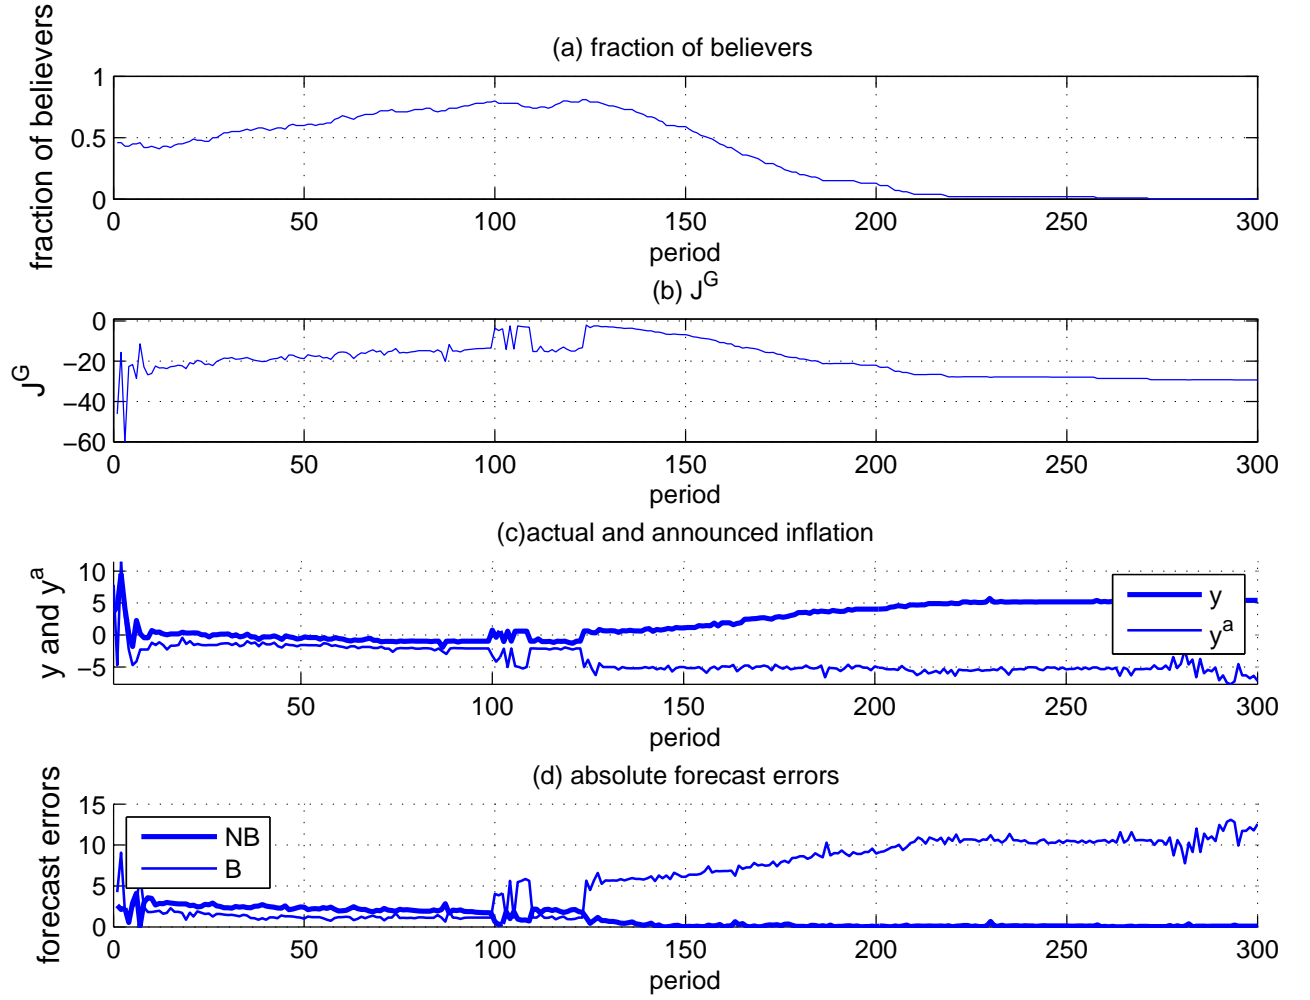 (a) fraction of believers
fraction of believers
1
0.5
0
0 50 100 150 200 250 300
period
(b) J^G
J^G
0
−20
−40
−60
0 50 100 150 200 250 300
period
(c)actual and announced inflation
y and y^a
10
5
0
−5
y
y^a
50 100 150 200 250 300
period
(d) absolute forecast errors
forecast errors
15
10
5
0
NB
B
0 50 100 150 200 250 300
period